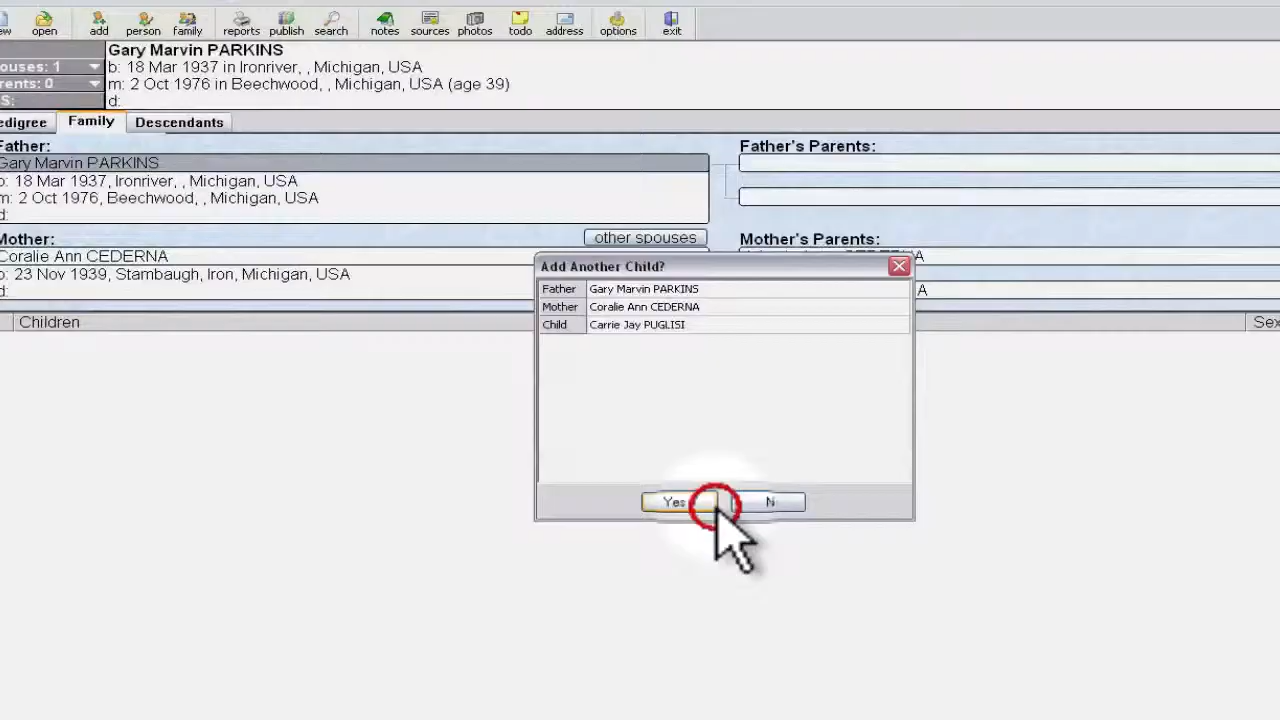 ew open add person family reports publish search notes sources photos todo address options exit
Gary Marvin PARKINS
ouses: 1 b: 18 Mar 1937 in Ironriver, , Michigan, USA
rents: 0 m: 2 Oct 1976 in Beechwood, , Michigan, USA (age 39)
S: d:
edigree Family Descendants
Father: Father's Parents:
Gary Marvin PARKINS
b: 18 Mar 1937, Ironriver, , Michigan, USA
m: 2 Oct 1976, Beechwood, , Michigan, USA
d:
Mother: other spouses Mother's Parents:
Coralie Ann CEDERNA A
b: 23 Nov 1939, Stambaugh, Iron, Michigan, USA
d: A
Children Sex
Add Another Child?
Father Gary Marvin PARKINS
Mother Coralie Ann CEDERNA
Child Carrie Jay PUGLISI
Yes N